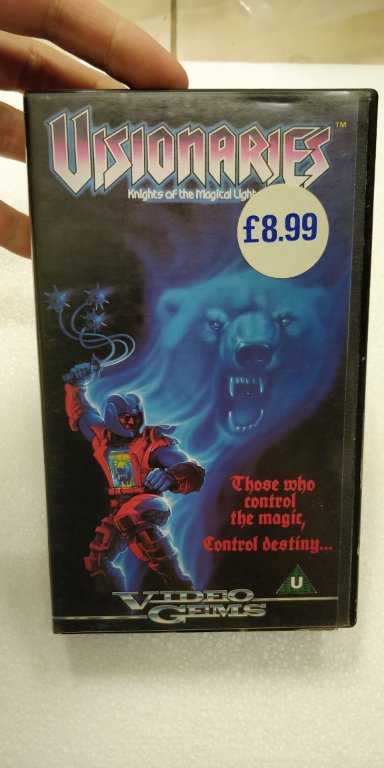 VISIONARIES
TM
Knights of the Magical Light
£8.99
Those who
control
the magic,
Control destiny...
U
VIDEO
GEMS